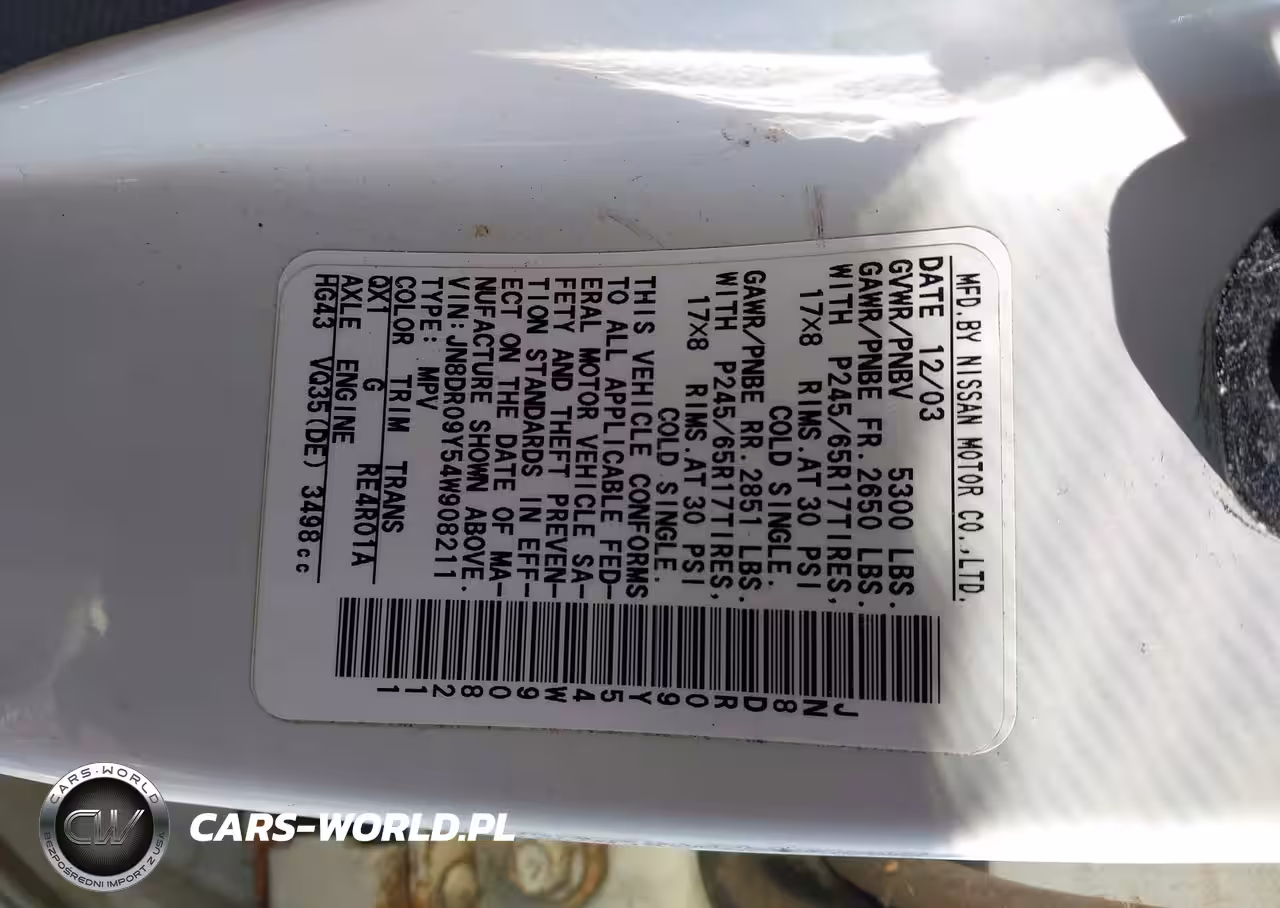 MFD.BY NISSAN MOTOR CO.,LTD.
DATE 12/03
GVWR/PNBV 5300 LBS.
GAWR/PNBE FR.2650 LBS.
WITH P245/65R17TIRES,
17X8 RIMS.AT 30 PSI
COLD SINGLE.
GAWR/PNBE RR.2851 LBS.
WITH P245/65R17TIRES,
17X8 RIMS.AT 30 PSI
COLD SINGLE.
THIS VEHICLE CONFORMS
TO ALL APPLICABLE FED-
ERAL MOTOR VEHICLE SA-
FETY AND THEFT PREVEN-
TION STANDARDS IN EFF-
ECT ON THE DATE OF MA-
NUFACTURE SHOWN ABOVE.
VIN:JN8DR09Y54W908211
TYPE: MPV
COLOR TRIM TRANS
QX1 G RE4R01A
AXLE ENGINE
HG43 VQ35(DE) 3498cc
JN8DR09Y54W908211
CARS-WORLD
CW
BEZPOŚREDNI IMPORT Z USA
CARS-WORLD.PL